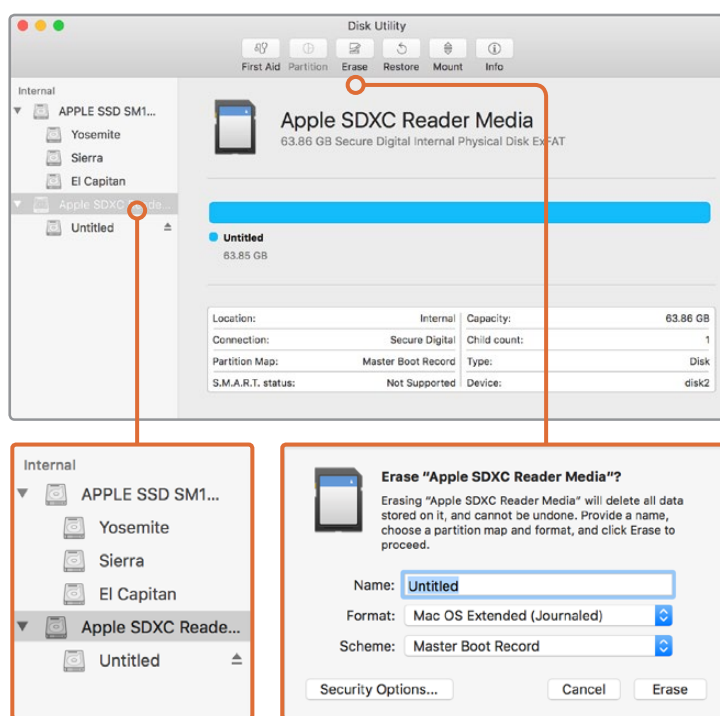 Disk Utility
First Aid Partition Erase Restore Mount Info
Internal
APPLE SSD SM1...
Yosemite
Sierra
El Capitan
Apple SDXC Reade...
Untitled
Apple SDXC Reader Media
63.86 GB Secure Digital Internal Physical Disk ExFAT
Untitled
63.85 GB
Location: Internal Capacity: 63.86 GB
Connection: Secure Digital Child count: 1
Partition Map: Master Boot Record Type: Disk
S.M.A.R.T. status: Not Supported Device: disk2
Internal
APPLE SSD SM1...
Yosemite
Sierra
El Capitan
Apple SDXC Reade...
Untitled
Erase "Apple SDXC Reader Media"?
Erasing "Apple SDXC Reader Media" will delete all data
stored on it, and cannot be undone. Provide a name,
choose a partition map and format, and click Erase to
proceed.
Name: Untitled
Format: Mac OS Extended (Journaled)
Scheme: Master Boot Record
Security Options... Cancel Erase